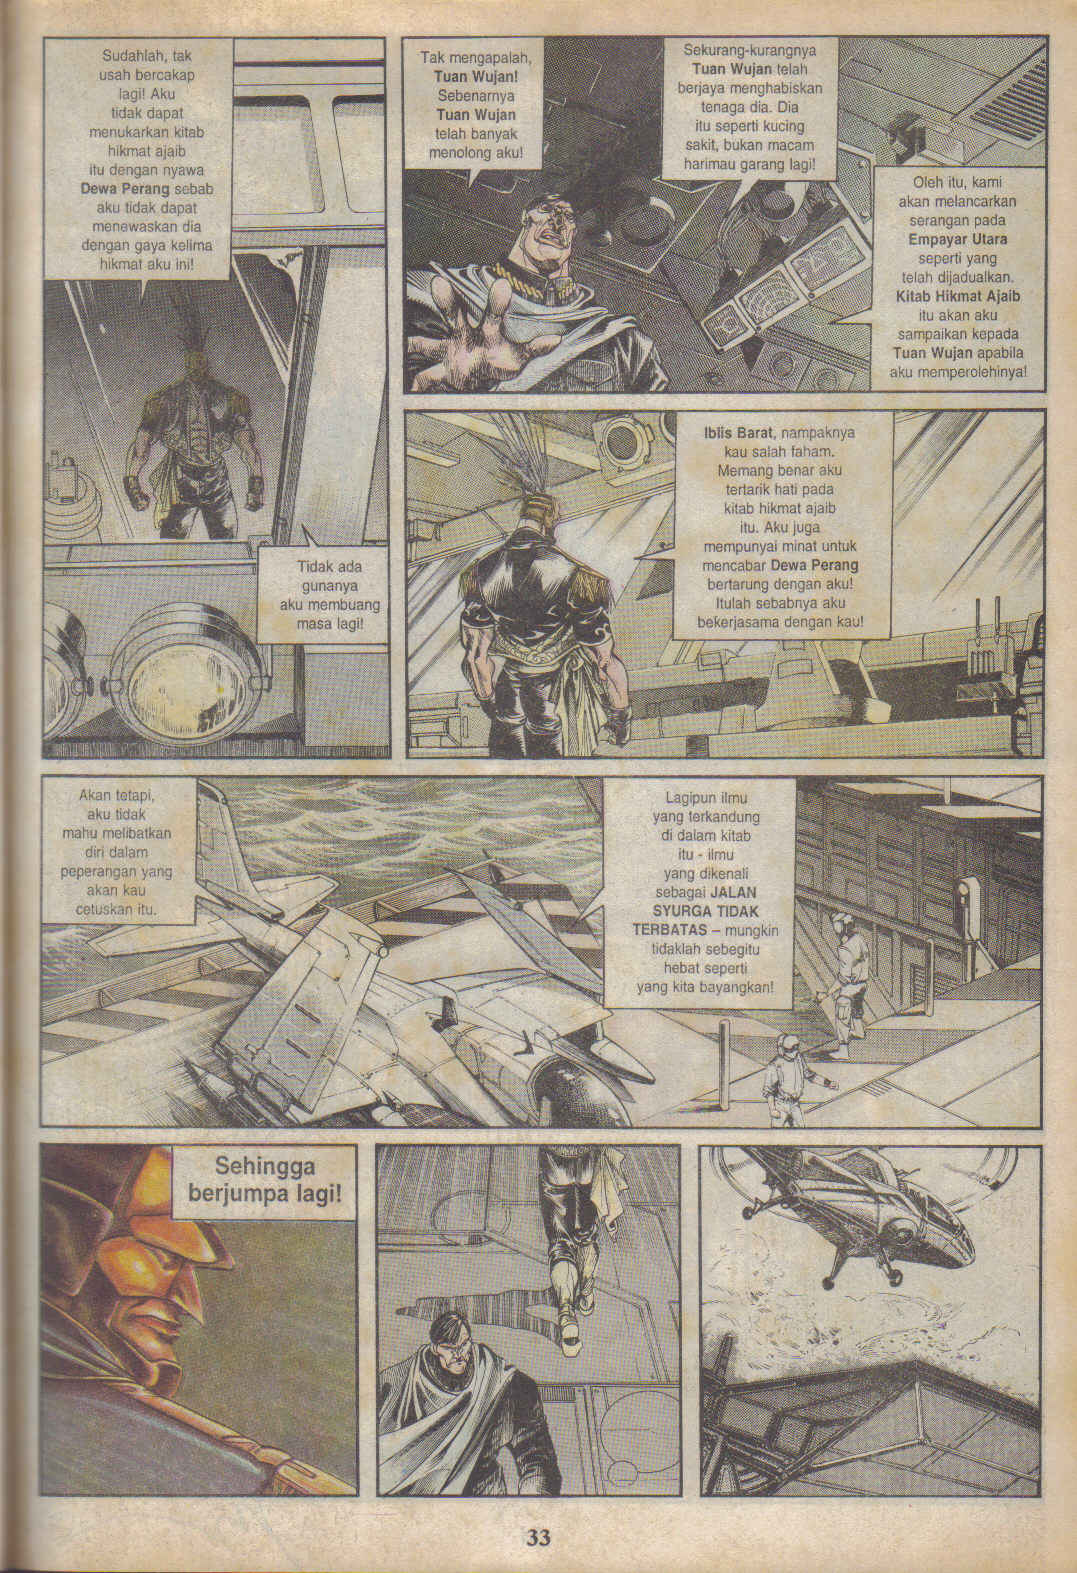 Sudahlah, tak
usah bercakap
lagi! Aku
tidak dapat
menukarkan kitab
hikmat ajaib
itu dengan nyawa
Dewa Perang sebab
aku tidak dapat
menewaskan dia
dengan gaya kelima
hikmat aku ini!
Tidak ada
gunanya
aku membuang
masa lagi!
Tak mengapalah,
Tuan Wujan!
Sebenarnya
Tuan Wujan
telah banyak
menolong aku!
Sekurang-kurangnya
Tuan Wujan telah
berjaya menghabiskan
tenaga dia. Dia
itu seperti kucing
sakit, bukan macam
harimau garang lagi!
Oleh itu, kami
akan melancarkan
serangan pada
Empayar Utara
seperti yang
telah dijadualkan.
Kitab Hikmat Ajaib
itu akan aku
sampaikan kepada
Tuan Wujan apabila
aku memperolehinya!
Iblis Barat, nampaknya
kau salah faham.
Memang benar aku
tertarik hati pada
kitab hikmat ajaib
itu. Aku juga
mempunyai minat untuk
mencabar Dewa Perang
bertarung dengan aku!
Itulah sebabnya aku
bekerjasama dengan kau!
Akan tetapi,
aku tidak
mahu melibatkan
diri dalam
peperangan yang
akan kau
cetuskan itu.
Lagipun ilmu
yang terkandung
di dalam kitab
itu - ilmu
yang dikenali
sebagai JALAN
SYURGA TIDAK
TERBATAS – mungkin
tidaklah sebegitu
hebat seperti
yang kita bayangkan!
Sehingga
berjumpa lagi!
33